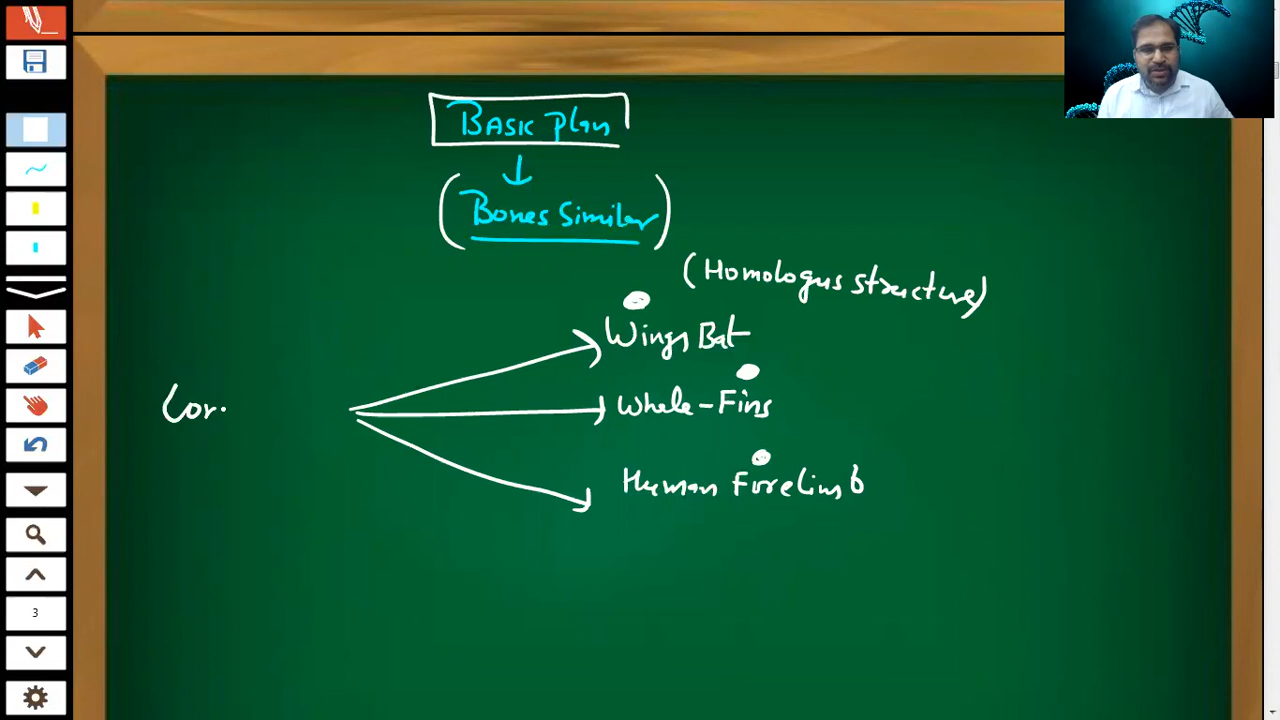 Basic plan
(Bones Similar)
(Homologus structure)
Wings Bat
Whale-Fins
Cor.
Human Forelimb
3